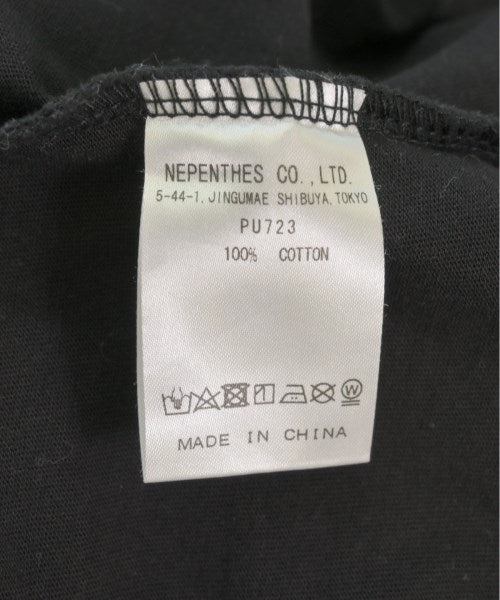 NEPENTHES CO.,LTD.
5-44-1, JINGUMAE SHIBUYA, TOKYO
PU723
100% COTTON
W
MADE IN CHINA